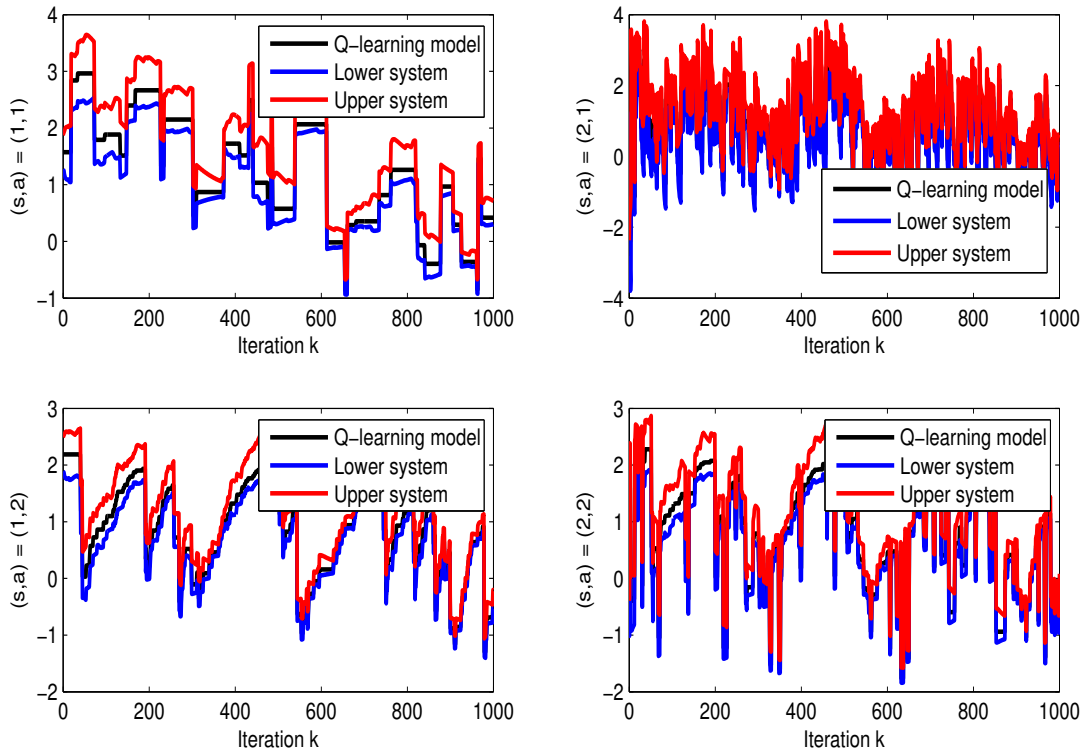 4
3
2
1
0
−1
(s,a) = (1,1)
0
200
400
600
800
1000
Iteration k
Q−learning model
Lower system
Upper system
4
2
0
−2
−4
(s,a) = (2,1)
0
200
400
600
800
1000
Iteration k
Q−learning model
Lower system
Upper system
3
2
1
0
−1
−2
(s,a) = (1,2)
0
200
400
600
800
1000
Iteration k
Q−learning model
Lower system
Upper system
3
2
1
0
−1
−2
(s,a) = (2,2)
0
200
400
600
800
1000
Iteration k
Q−learning model
Lower system
Upper system